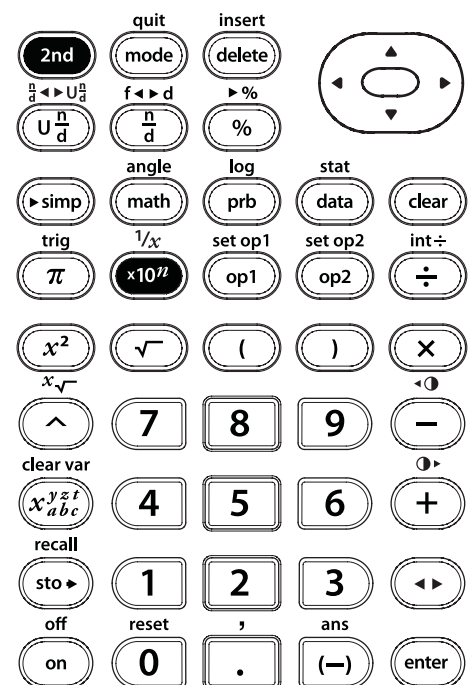 quit insert
2nd mode delete
n/d ◄► U n/d f ◄► d ► %
U n/d n/d %
angle log stat
► simp math prb data clear
trig 1/x set op1 set op2 int ÷
π ×10ⁿ op1 op2 ÷
x² √ ( ) ×
x√
^ 7 8 9 −
clear var
x y z t a b c 4 5 6 +
recall
sto ► 1 2 3 ◄ ►
off reset , ans
on 0 . (−) enter